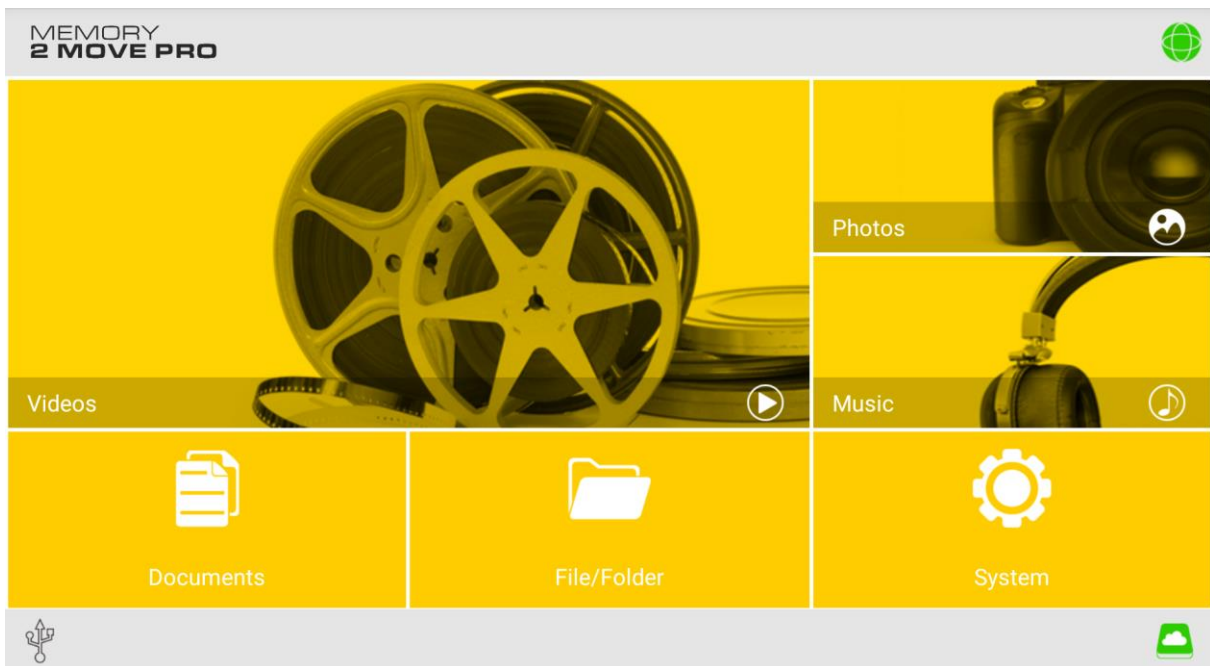 MEMORY
2 MOVE PRO
Photos
Videos
Music
Documents
File/Folder
System